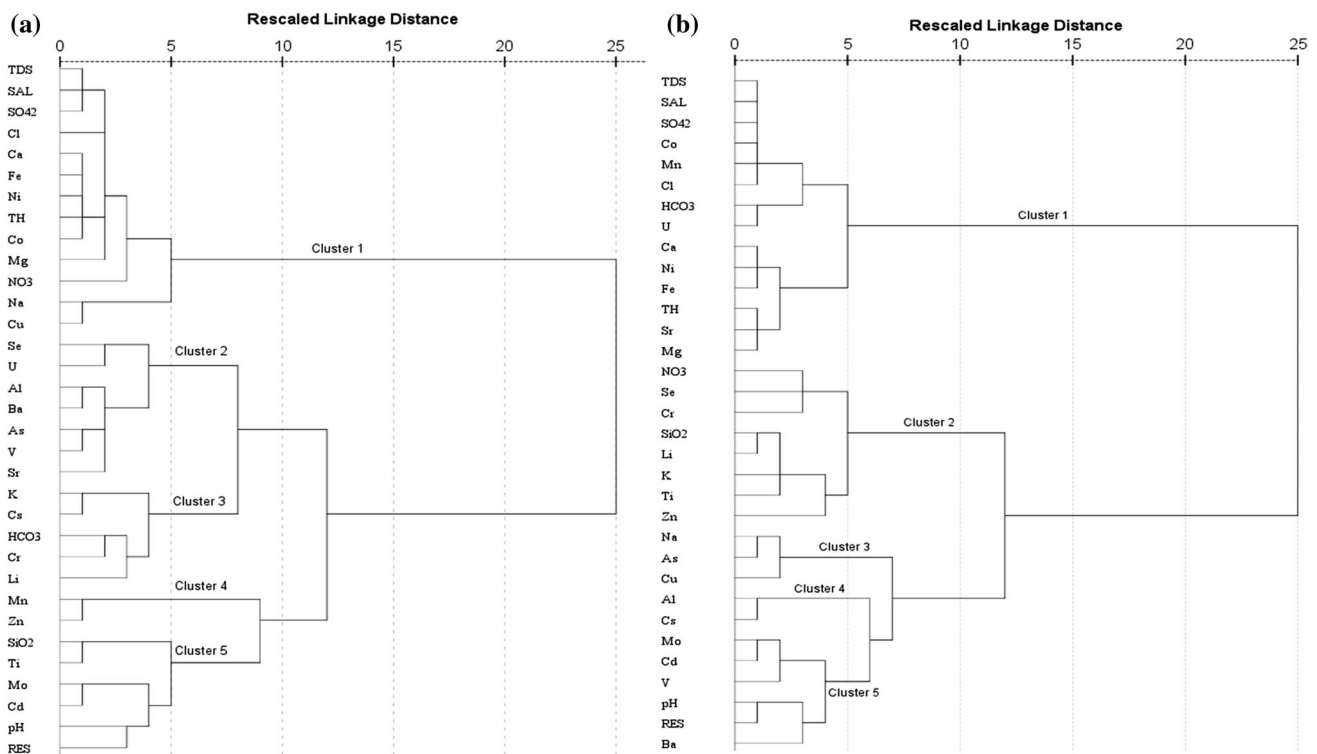 (a)
Rescaled Linkage Distance
0 5 10 15 20 25
TDS
SAL
SO42
Cl
Ca
Fe
Ni
TH
Co
Mg
NO3
Na
Cu
Se
U
Al
Ba
As
V
Sr
K
Cs
HCO3
Cr
Li
Mn
Zn
SiO2
Ti
Mo
Cd
pH
RES
Cluster 1
Cluster 2
Cluster 3
Cluster 4
Cluster 5
(b)
Rescaled Linkage Distance
0 5 10 15 20 25
TDS
SAL
SO42
Co
Mn
Cl
HCO3
U
Ca
Ni
Fe
TH
Sr
Mg
NO3
Se
Cr
SiO2
Li
K
Ti
Zn
Na
As
Cu
Al
Cs
Mo
Cd
V
pH
RES
Ba
Cluster 1
Cluster 2
Cluster 3
Cluster 4
Cluster 5